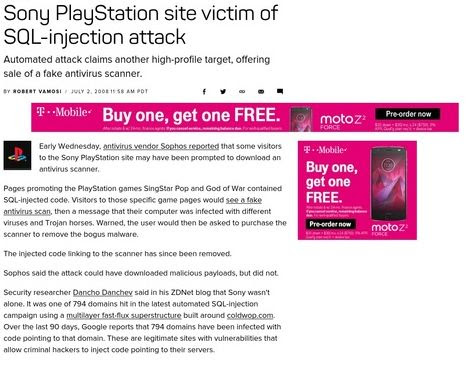 Sony PlayStation site victim of
SQL-injection attack
Automated attack claims another high-profile target, offering
sale of a fake antivirus scanner.
BY ROBERT VAMOSI / JULY 2, 2008 11:58 AM PDT
T-Mobile
Buy one, get one FREE.
moto z2
FORCE
Pre-order now
Early Wednesday, antivirus vendor Sophos reported that some visitors
to the Sony PlayStation site may have been prompted to download an
antivirus scanner.
T-Mobile
Buy one,
get one
FREE.
Pre-order now
moto z2
FORCE
Pages promoting the PlayStation games SingStar Pop and God of War contained
SQL-injected code. Visitors to those specific game pages would see a fake
antivirus scan, then a message that their computer was infected with different
viruses and Trojan horses. Warned, the user would then be asked to purchase the
scanner to remove the bogus malware.
The injected code linking to the scanner has since been removed.
Sophos said the attack could have downloaded malicious payloads, but did not.
Security researcher Dancho Danchev said in his ZDNet blog that Sony wasn't
alone. It was one of 794 domains hit in the latest automated SQL-injection
campaign using a multilayer fast-flux superstructure built around coldwop.com.
Over the last 90 days, Google reports that 794 domains have been infected with
code pointing to that domain. These are legitimate sites with vulnerabilities that
allow criminal hackers to inject code pointing to their servers.